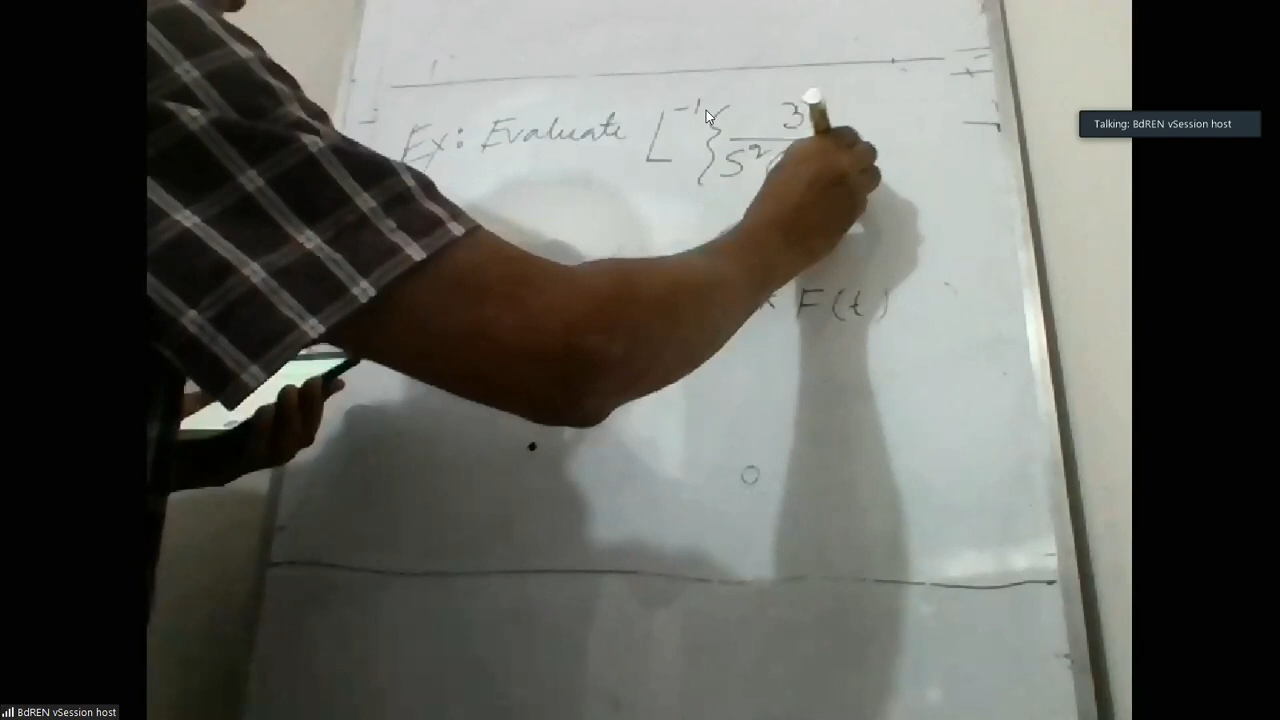 Ex: Evaluate L⁻¹{ 3 / S²(
* F(t)
Talking: BdREN vSession host
BdREN vSession host